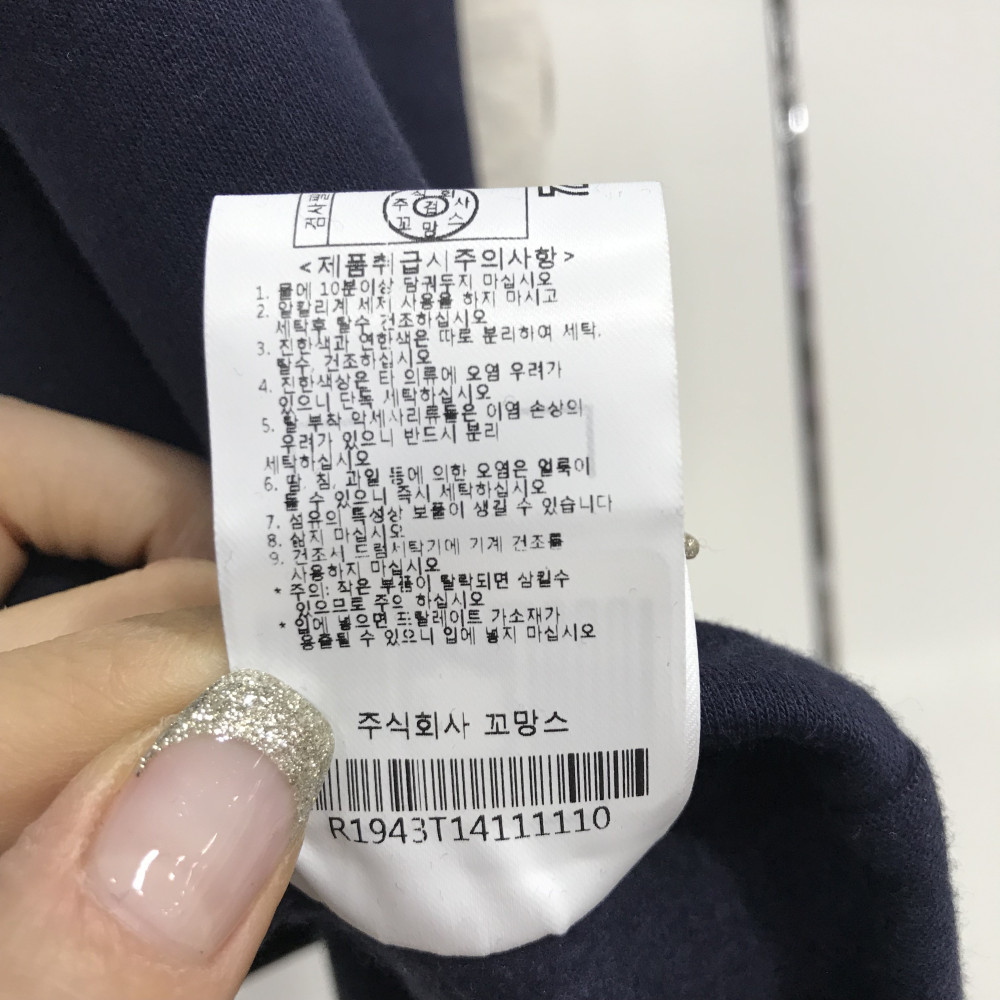 검사필
주식회사
검
꼬망스
<제품취급시주의사항>
1. 물에 10분이상 담궈두지 마십시오
2. 알칼리계 세제 사용을 하지 마시고
세탁후 탈수 건조하십시오
3. 진한색과 연한색은 따로 분리하여 세탁.
탈수 건조하십시오
4. 진한색상은 타 의류에 오염 우려가
있으니 단독 세탁하십시오
5. 할 부착 악세사리류들은 이염 손상의
우려가 있으니 반드시 분리
세탁하십시오
6. 땀, 침, 과일 등에 의한 오염은 얼룩이
될 수 있으니 즉시 세탁하십시오
7. 섬유의 특성상 보풀이 생길 수 있습니다
8. 삶지 마십시오
9. 건조시 드럼세탁기에 기계 건조를
사용하지 마십시오
* 주의: 작은 부품이 탈락되면 삼킬수
있으므로 주의 하십시오
* 입에 넣으면 프탈레이트 가소재가
용출될 수 있으니 입에 넣지 마십시오
주식회사 꼬망스
R1943T14111110